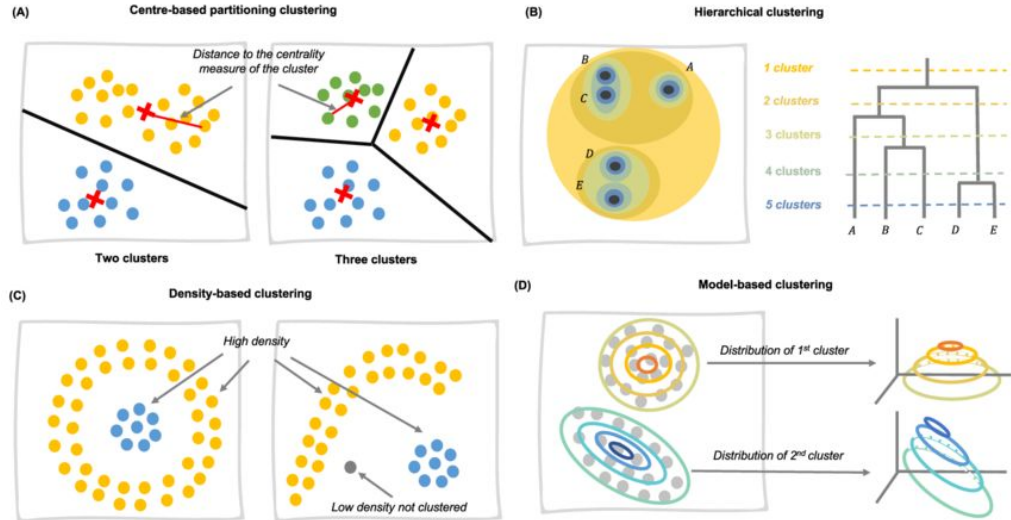 (A)
Centre-based partitioning clustering
Distance to the centrality
measure of the cluster
Two clusters
Three clusters
(B)
Hierarchical clustering
B
A
C
D
E
1 cluster
2 clusters
3 clusters
4 clusters
5 clusters
A B C D E
(C)
Density-based clustering
High density
Low density not clustered
(D)
Model-based clustering
Distribution of 1st cluster
Distribution of 2nd cluster